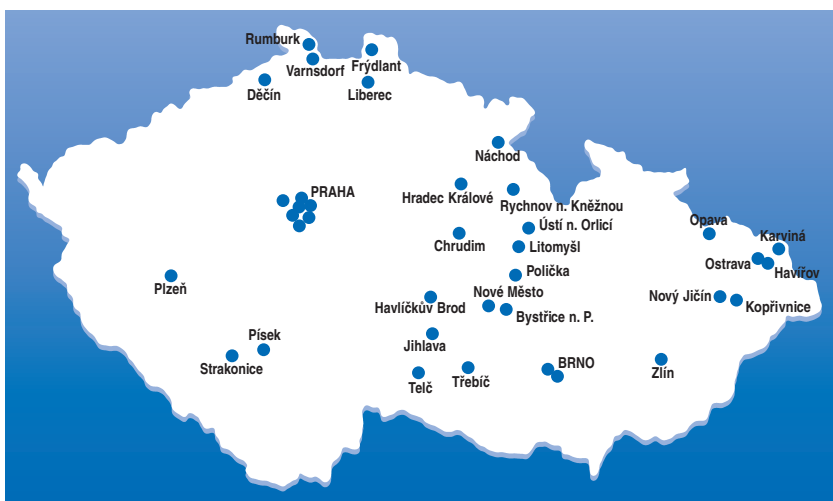 Rumburk
Varnsdorf
Frýdlant
Děčín
Liberec
Náchod
PRAHA
Hradec Králové
Rychnov n. Kněžnou
Ústí n. Orlicí
Opava
Chrudim
Litomyšl
Karviná
Ostrava
Havířov
Polička
Plzeň
Nové Město
Nový Jičín
Havlíčkův Brod
Kopřivnice
Bystřice n. P.
Písek
Jihlava
Strakonice
BRNO
Telč
Třebíč
Zlín